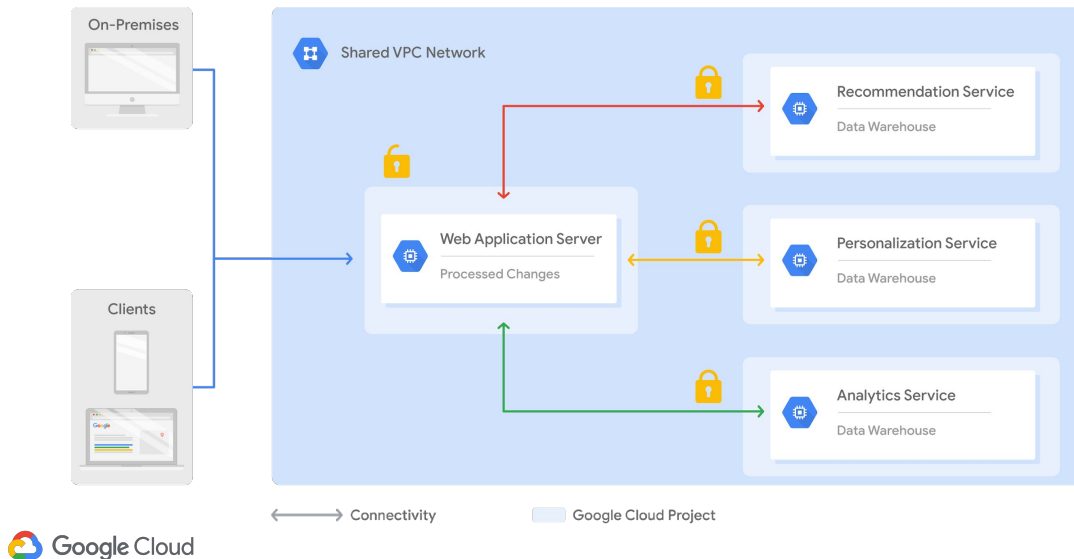 On-Premises
Shared VPC Network
Recommendation Service
Data Warehouse
Web Application Server
Processed Changes
Personalization Service
Data Warehouse
Clients
Google
Analytics Service
Data Warehouse
Connectivity
Google Cloud Project
Google Cloud